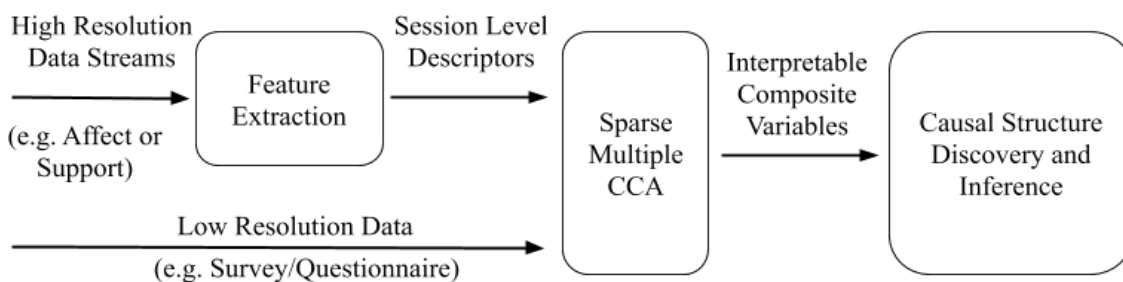 High Resolution
Data Streams
(e.g. Affect or
Support)
Feature
Extraction
Session Level
Descriptors
Low Resolution Data
(e.g. Survey/Questionnaire)
Sparse
Multiple
CCA
Interpretable
Composite
Variables
Causal Structure
Discovery and
Inference